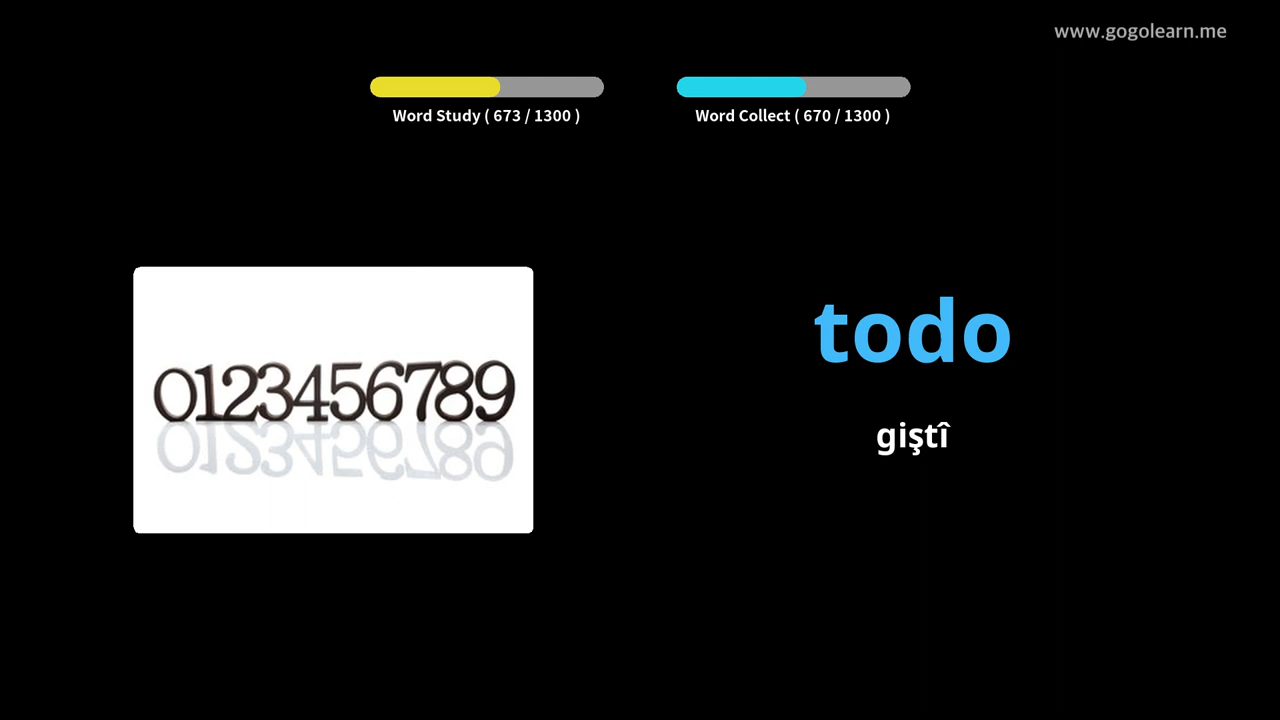 www.gogolearn.me
Word Study ( 673 / 1300 )
Word Collect ( 670 / 1300 )
0123456789
todo
giştî